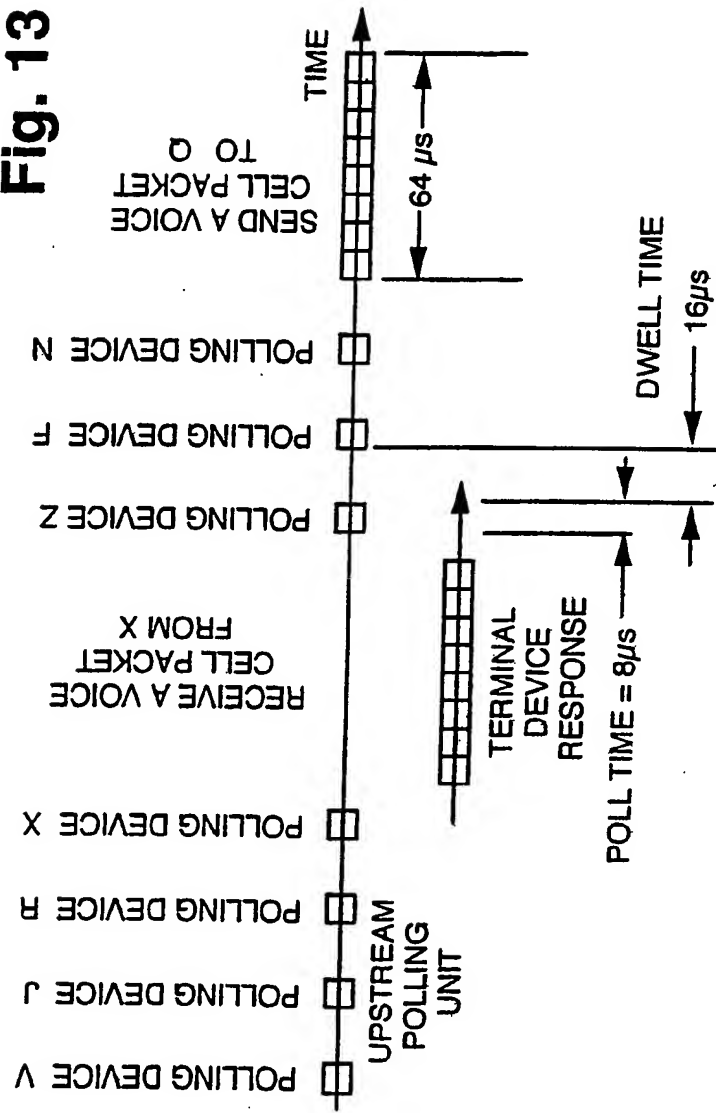 Fig. 13
POLLING DEVICE V
POLLING DEVICE J
POLLING DEVICE R
POLLING DEVICE X
RECEIVE A VOICE
CELL PACKET
FROM X
POLLING DEVICE Z
POLLING DEVICE F
POLLING DEVICE N
SEND A VOICE
CELL PACKET
TO Q
TIME
UPSTREAM
POLLING
UNIT
TERMINAL
DEVICE
RESPONSE
64 µs
POLL TIME = 8µs
DWELL TIME
16µs